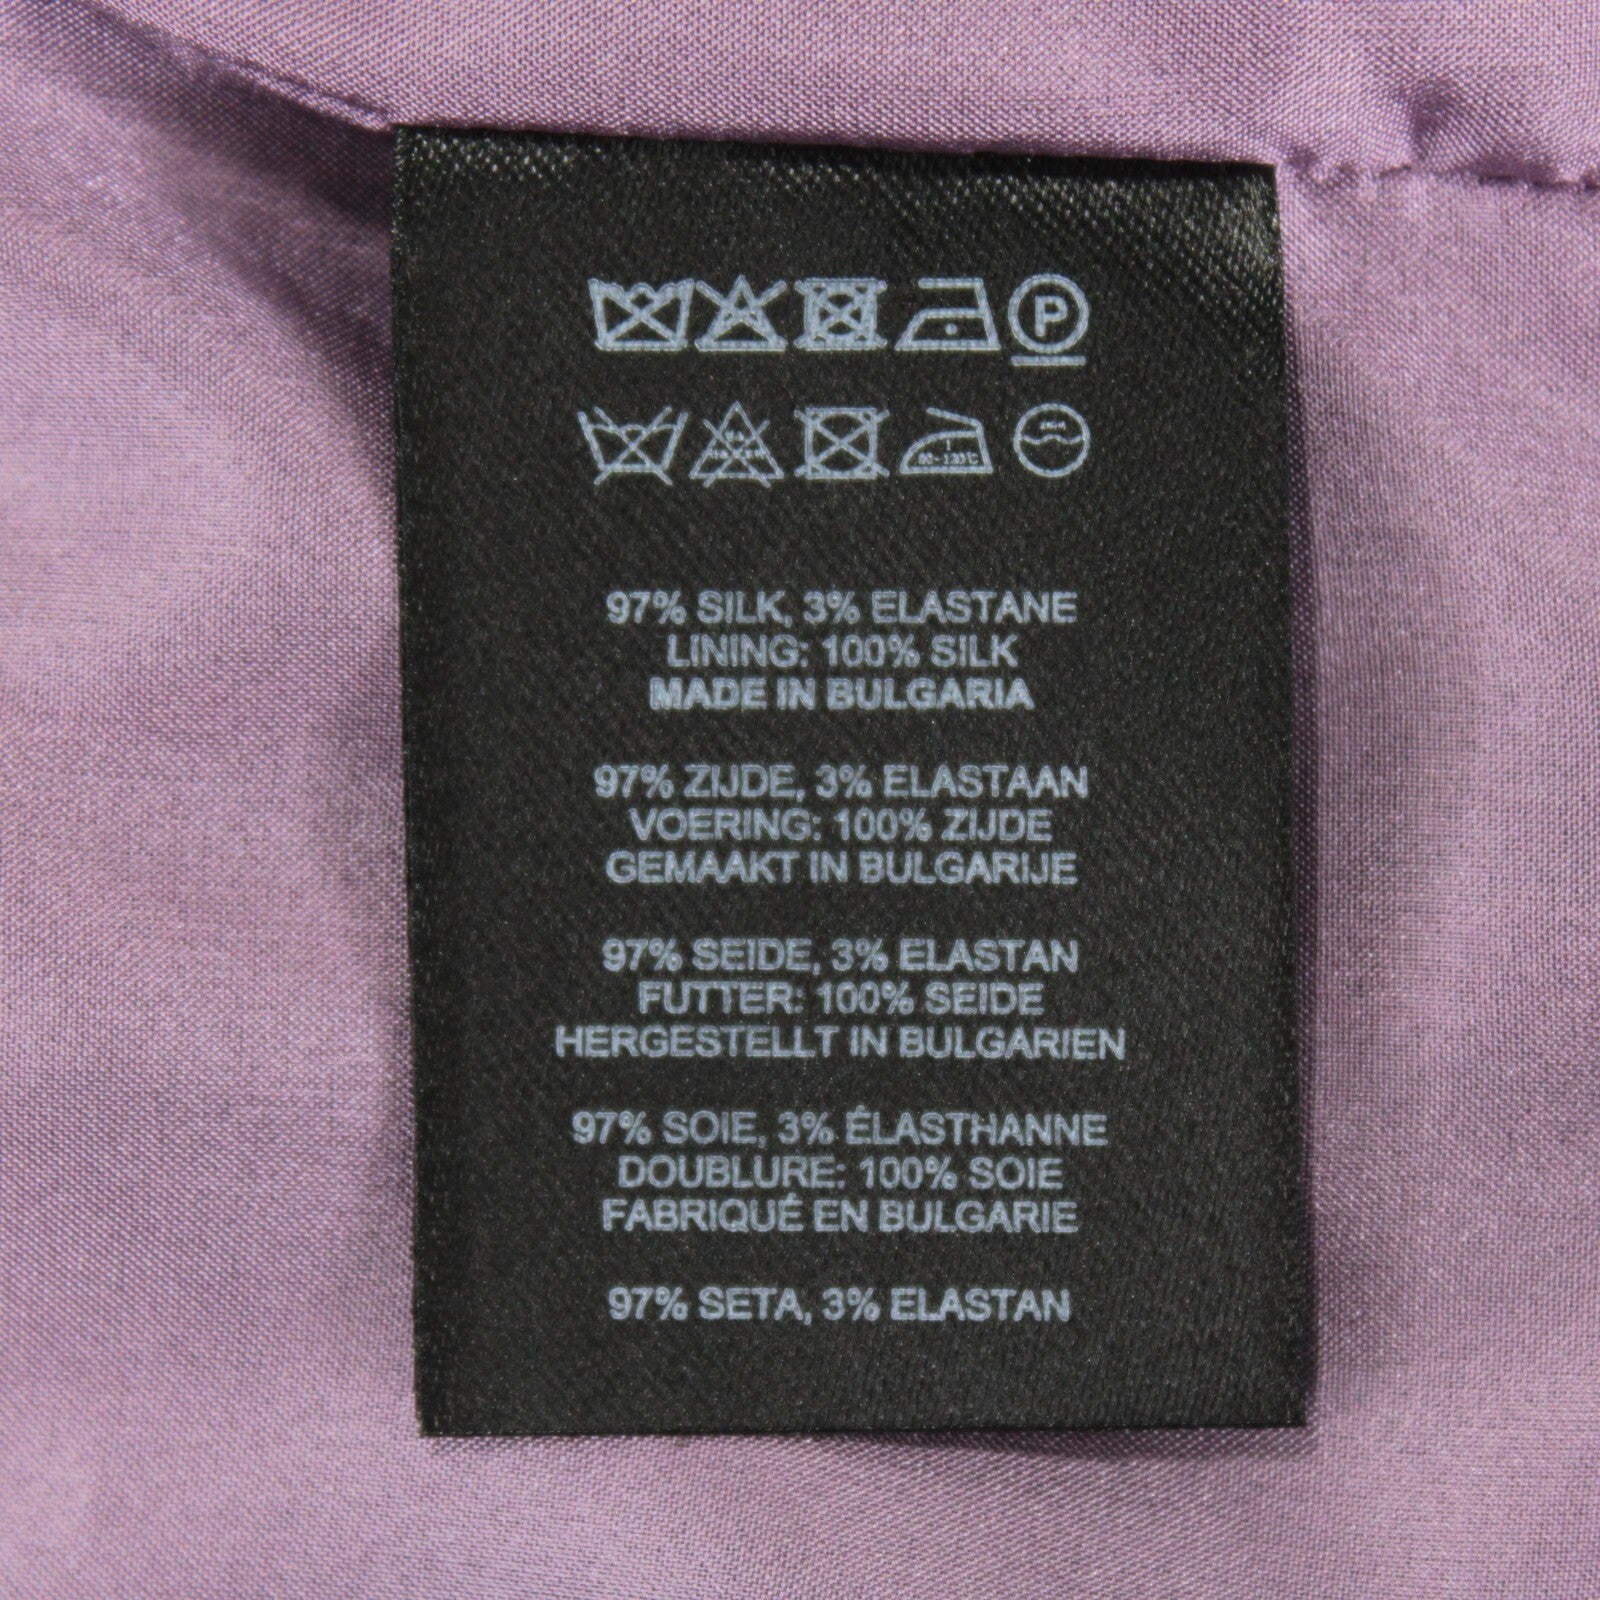 P
80-120°C
97% SILK, 3% ELASTANE
LINING: 100% SILK
MADE IN BULGARIA
97% ZIJDE, 3% ELASTAAN
VOERING: 100% ZIJDE
GEMAAKT IN BULGARIJE
97% SEIDE, 3% ELASTAN
FUTTER: 100% SEIDE
HERGESTELLT IN BULGARIEN
97% SOIE, 3% ÉLASTHANNE
DOUBLURE: 100% SOIE
FABRIQUÉ EN BULGARIE
97% SETA, 3% ELASTAN